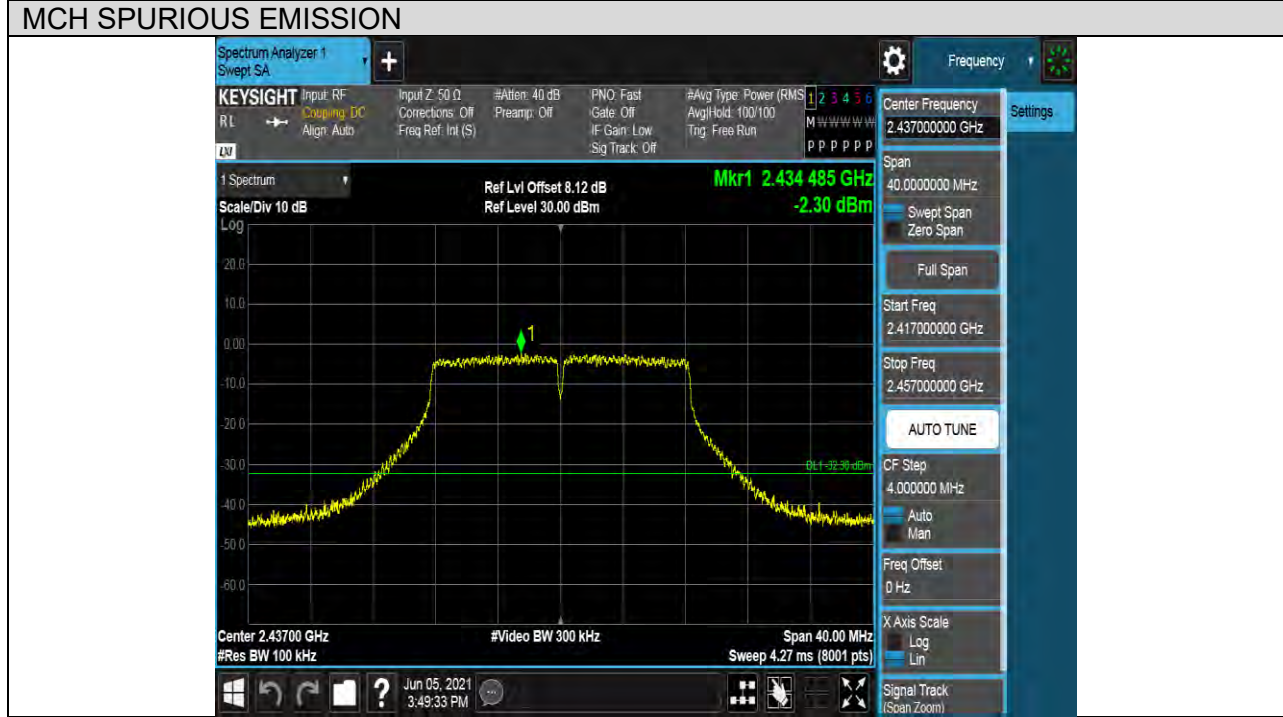 MCH SPURIOUS EMISSION
Spectrum Analyzer 1
Swept SA
+
Frequency
KEYSIGHT
RL
LXI
Input: RF
Coupling: DC
Align: Auto
Input Z: 50 Ω
Corrections: Off
Freq Ref: Int (S)
#Atten: 40 dB
Preamp: Off
PNO: Fast
Gate: Off
IF Gain: Low
Sig Track: Off
#Avg Type: Power (RMS
Avg|Hold: 100/100
Trig: Free Run
1 2 3 4 5 6
M W W W W W
P P P P P P
1 Spectrum
Scale/Div 10 dB
Ref Lvl Offset 8.12 dB
Ref Level 30.00 dBm
Mkr1 2.434 485 GHz
-2.30 dBm
Log
20.0
10.0
0.00
-10.0
-20.0
-30.0
-40.0
-50.0
-60.0
1
DL1 -32.30 dBm
Center 2.43700 GHz
#Res BW 100 kHz
#Video BW 300 kHz
Span 40.00 MHz
Sweep 4.27 ms (8001 pts)
?
Jun 05, 2021
3:49:33 PM
Center Frequency
2.437000000 GHz
Settings
Span
40.0000000 MHz
Swept Span
Zero Span
Full Span
Start Freq
2.417000000 GHz
Stop Freq
2.457000000 GHz
AUTO TUNE
CF Step
4.000000 MHz
Auto
Man
Freq Offset
0 Hz
X Axis Scale
Log
Lin
Signal Track
(Span Zoom)